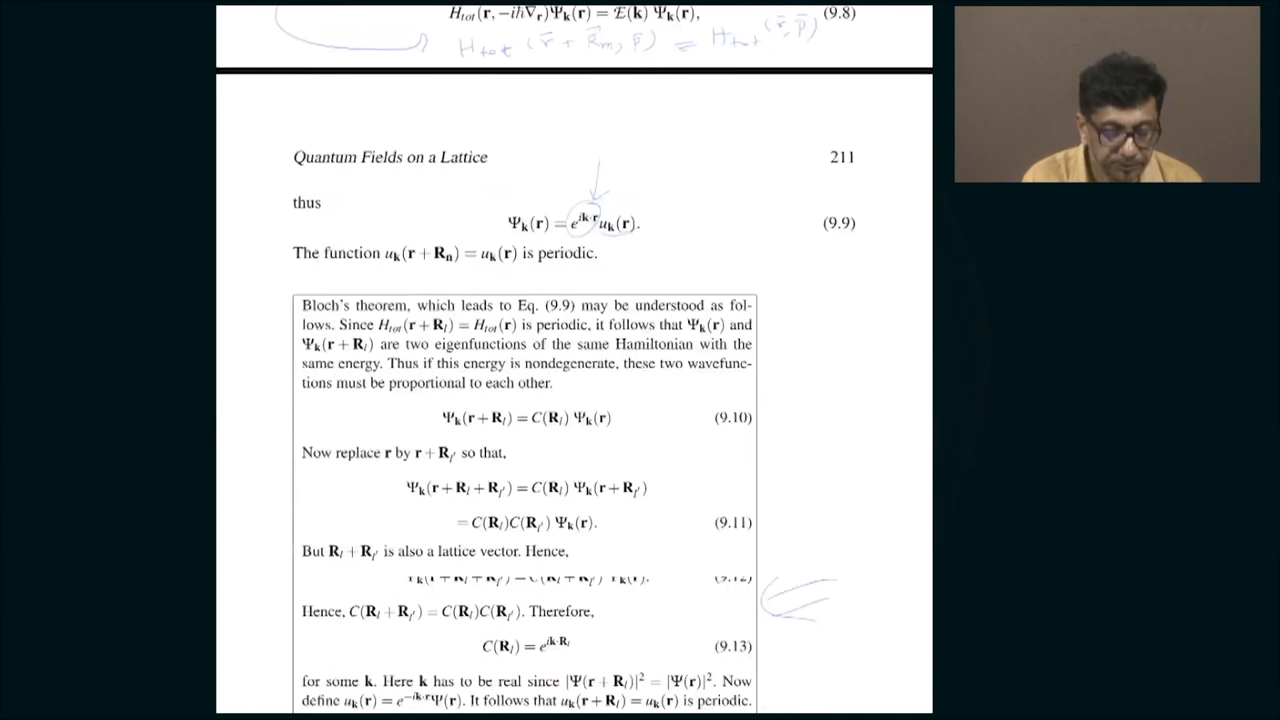 H_tot(r, −iħ∇_r)Ψ_k(r) = E(k) Ψ_k(r), (9.8)
H_tot (r⃗ + R⃗_m, p⃗) = H_tot (r⃗, p⃗)
Quantum Fields on a Lattice 211
thus
Ψ_k(r) = e^{ik·r}u_k(r). (9.9)
The function u_k(r + R_n) = u_k(r) is periodic.
Bloch's theorem, which leads to Eq. (9.9) may be understood as fol-
lows. Since H_tot(r + R_l) = H_tot(r) is periodic, it follows that Ψ_k(r) and
Ψ_k(r + R_l) are two eigenfunctions of the same Hamiltonian with the
same energy. Thus if this energy is nondegenerate, these two wavefunc-
tions must be proportional to each other.
Ψ_k(r + R_l) = C(R_l) Ψ_k(r) (9.10)
Now replace r by r + R_l′ so that,
Ψ_k(r + R_l + R_l′) = C(R_l) Ψ_k(r + R_l′)
= C(R_l)C(R_l′) Ψ_k(r). (9.11)
But R_l + R_l′ is also a lattice vector. Hence,
Hence, C(R_l + R_l′) = C(R_l)C(R_l′). Therefore,
C(R_l) = e^{ik·R_l} (9.13)
for some k. Here k has to be real since |Ψ(r + R_l)|² = |Ψ(r)|². Now
define u_k(r) = e^{−ik·r}Ψ(r). It follows that u_k(r + R_l) = u_k(r) is periodic.